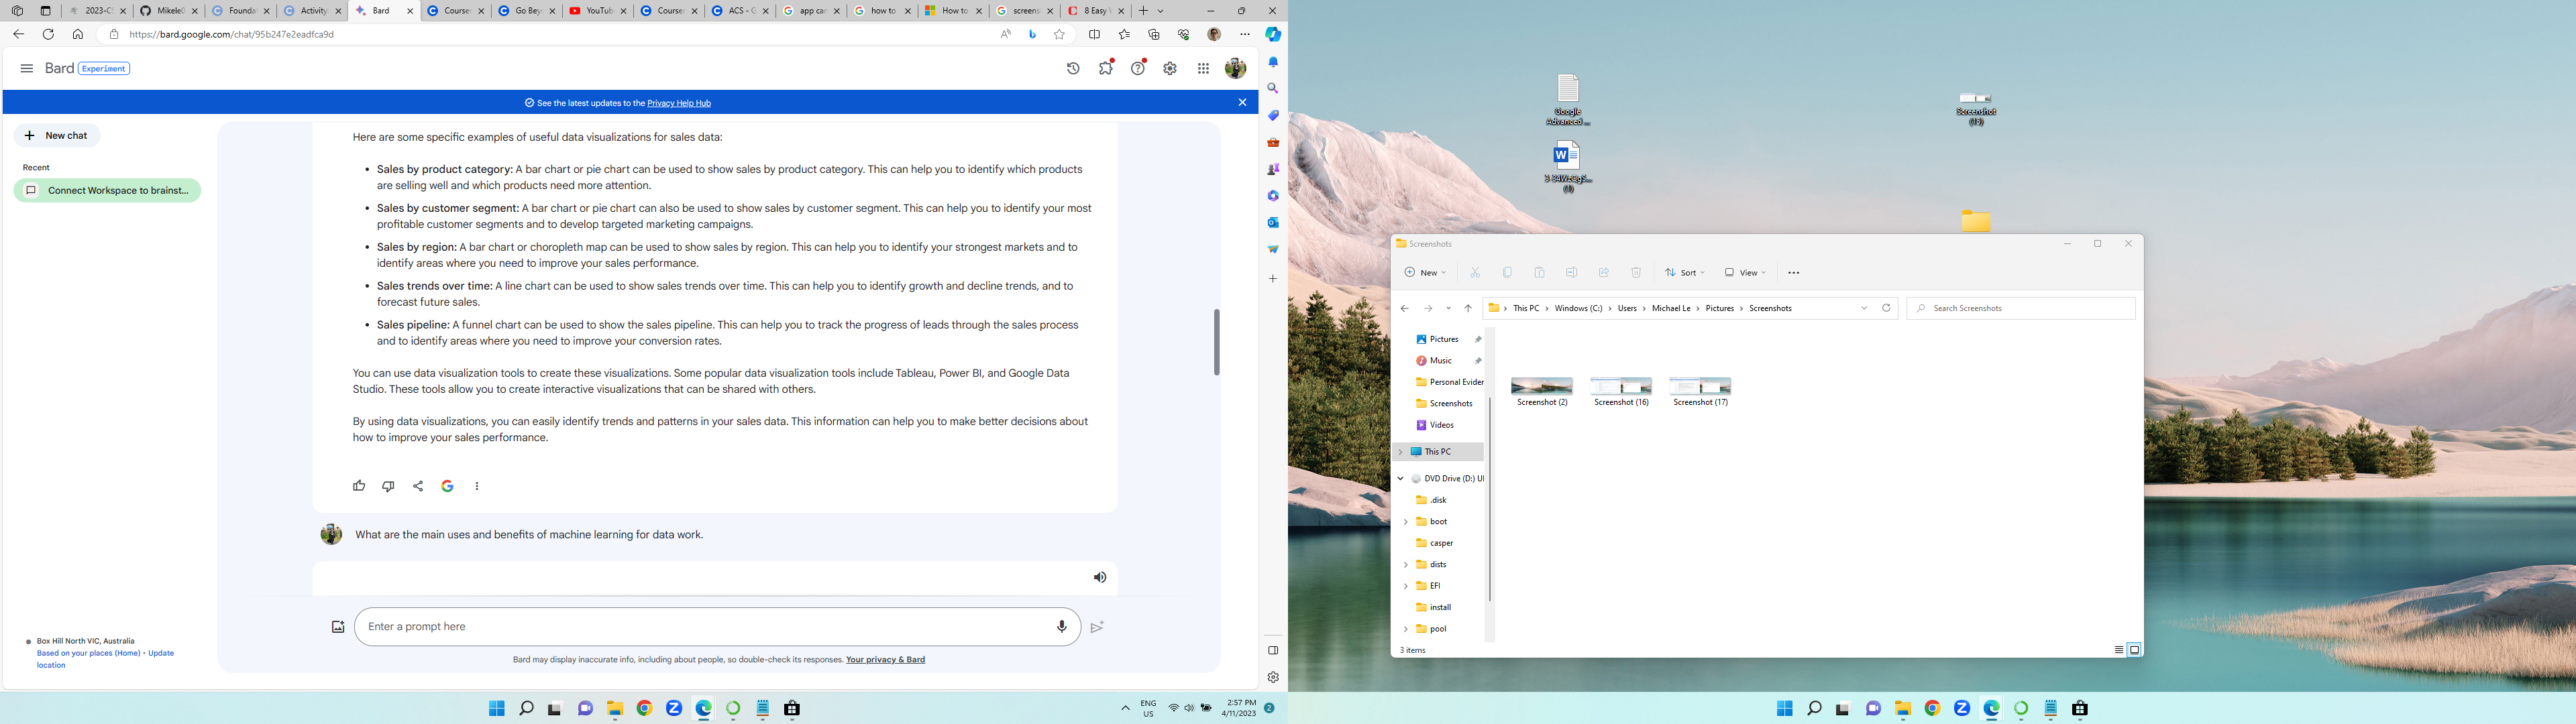 2023-CS
Mikele0
Founda
Activity
Bard
Course
Go Bey
YouTub
Course
ACS - G
app car
how to
How to
screens
8 Easy W
https://bard.google.com/chat/95b247e2eadfca9d
Bard Experiment
See the latest updates to the Privacy Help Hub
New chat
Recent
Connect Workspace to brainst...
Here are some specific examples of useful data visualizations for sales data:
• Sales by product category: A bar chart or pie chart can be used to show sales by product category. This can help you to identify which products
are selling well and which products need more attention.
• Sales by customer segment: A bar chart or pie chart can also be used to show sales by customer segment. This can help you to identify your most
profitable customer segments and to develop targeted marketing campaigns.
• Sales by region: A bar chart or choropleth map can be used to show sales by region. This can help you to identify your strongest markets and to
identify areas where you need to improve your sales performance.
• Sales trends over time: A line chart can be used to show sales trends over time. This can help you to identify growth and decline trends, and to
forecast future sales.
• Sales pipeline: A funnel chart can be used to show the sales pipeline. This can help you to track the progress of leads through the sales process
and to identify areas where you need to improve your conversion rates.
You can use data visualization tools to create these visualizations. Some popular data visualization tools include Tableau, Power BI, and Google Data
Studio. These tools allow you to create interactive visualizations that can be shared with others.
By using data visualizations, you can easily identify trends and patterns in your sales data. This information can help you to make better decisions about
how to improve your sales performance.
What are the main uses and benefits of machine learning for data work.
Enter a prompt here
Bard may display inaccurate info, including about people, so double-check its responses. Your privacy & Bard
Box Hill North VIC, Australia
Based on your places (Home) • Update
location
ENG
US
2:57 PM
4/11/2023
2
Google
Advanced ...
(1)
Screenshot
(18)
Screenshots
New
Sort
View
This PC > Windows (C:) > Users > Michael Le > Pictures > Screenshots
Search Screenshots
Pictures
Music
Personal Eviden
Screenshots
Videos
This PC
DVD Drive (D:) U
.disk
boot
casper
dists
EFI
install
pool
Screenshot (2)
Screenshot (16)
Screenshot (17)
3 items